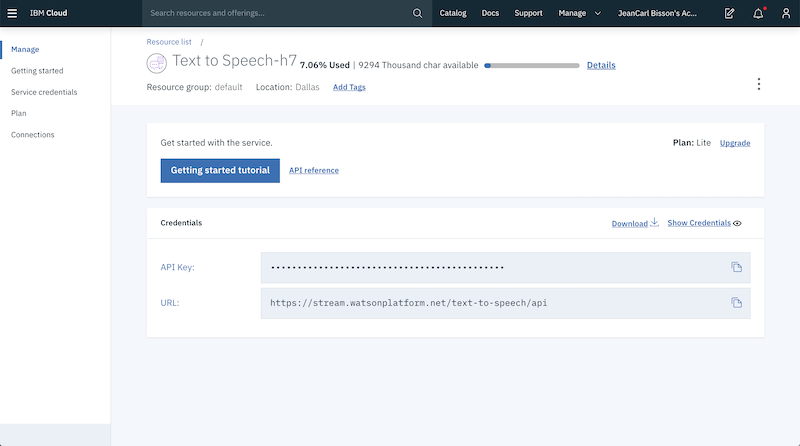 IBM Cloud Search resources and offerings... Catalog Docs Support Manage JeanCarl Bisson's Ac...
Manage
Getting started
Service credentials
Plan
Connections
Resource list /
Text to Speech-h7 7.06% Used | 9294 Thousand char available Details
Resource group: default Location: Dallas Add Tags
Get started with the service. Plan: Lite Upgrade
Getting started tutorial API reference
Credentials Download Show Credentials
API Key: ••••••••••••••••••••••••••••••••••••••••••••
URL: https://stream.watsonplatform.net/text-to-speech/api